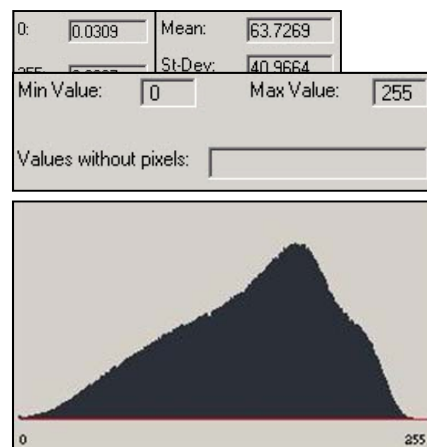 0: 0.0309 Mean: 63.7269
St-Dev: 40.9664
Min Value: 0 Max Value: 255
Values without pixels:
0 255